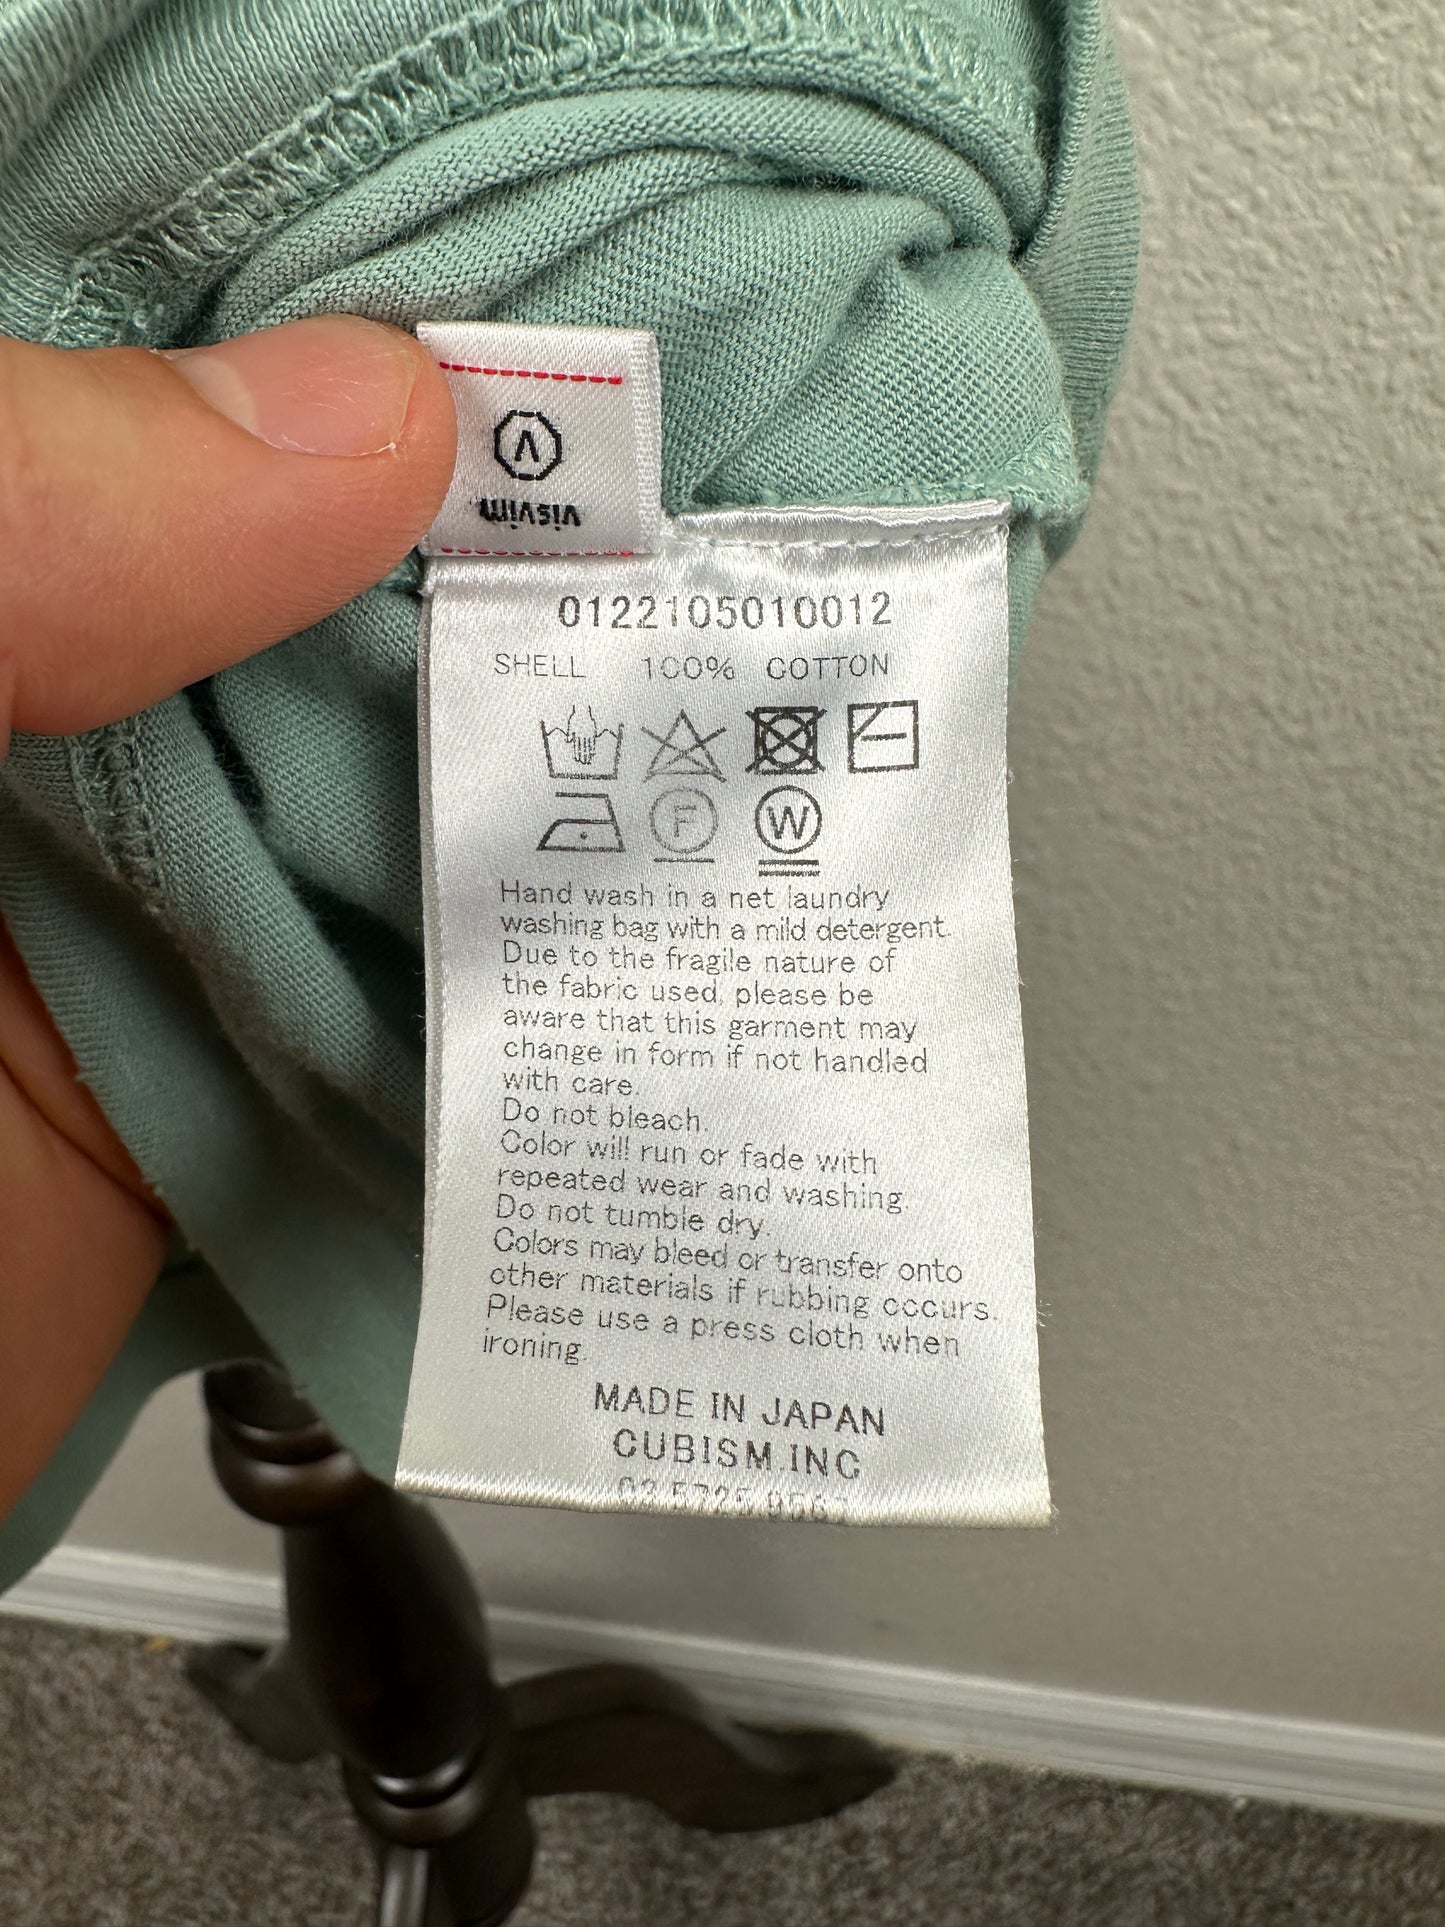 visvim
V
0122105010012
SHELL 100% COTTON
F
W
Hand wash in a net laundry
washing bag with a mild detergent.
Due to the fragile nature of
the fabric used, please be
aware that this garment may
change in form if not handled
with care.
Do not bleach.
Color will run or fade with
repeated wear and washing.
Do not tumble dry.
Colors may bleed or transfer onto
other materials if rubbing occurs.
Please use a press cloth when
ironing.
MADE IN JAPAN
CUBISM.INC